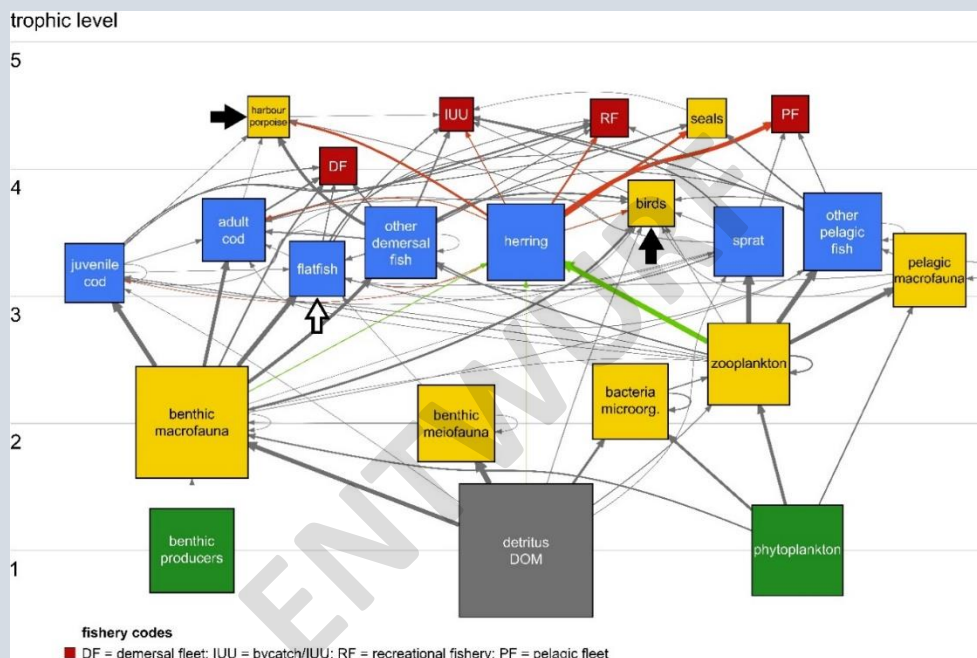 trophic level
5
harbour
porpoise
IUU
RF
seals
PF
DF
4
birds
adult
cod
other
demersal
fish
herring
sprat
other
pelagic
fish
juvenile
cod
flatfish
pelagic
macrofauna
3
zooplankton
benthic
macrofauna
benthic
meiofauna
bacteria
microorg.
2
benthic
producers
detritus
DOM
phytoplankton
1
ENTWURF
fishery codes
DF = demersal fleet; IUU = bycatch/IUU; RF = recreational fishery; PF = pelagic fleet